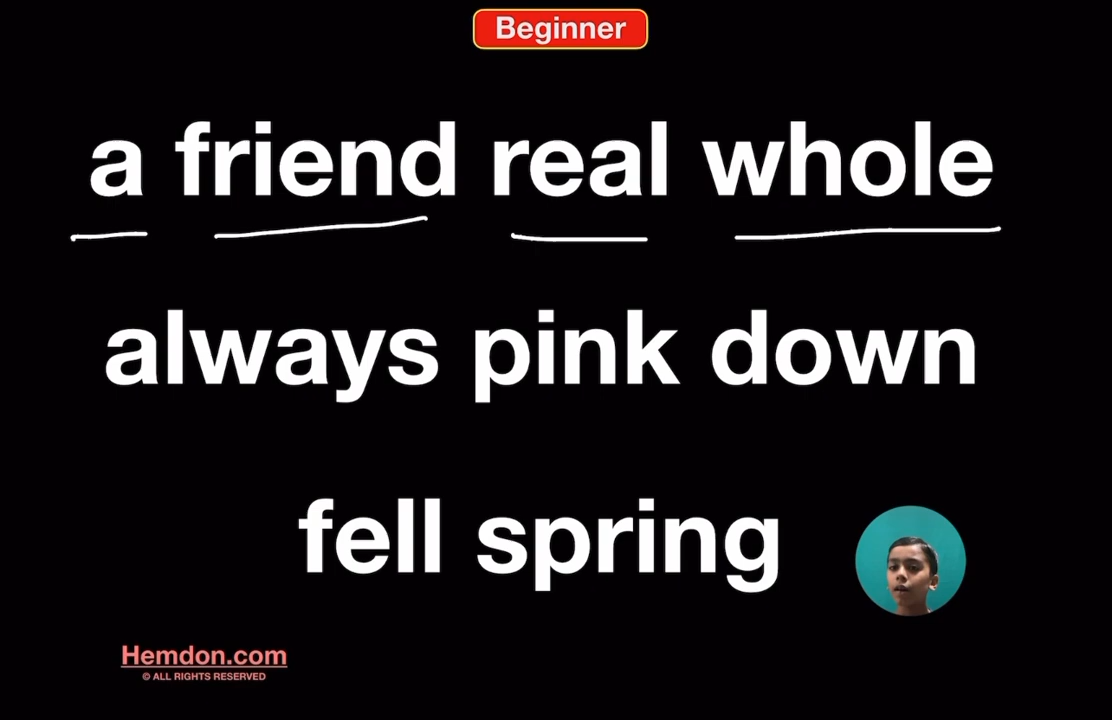 Beginner
a friend real whole
always pink down
fell spring
Hemdon.com
© ALL RIGHTS RESERVED